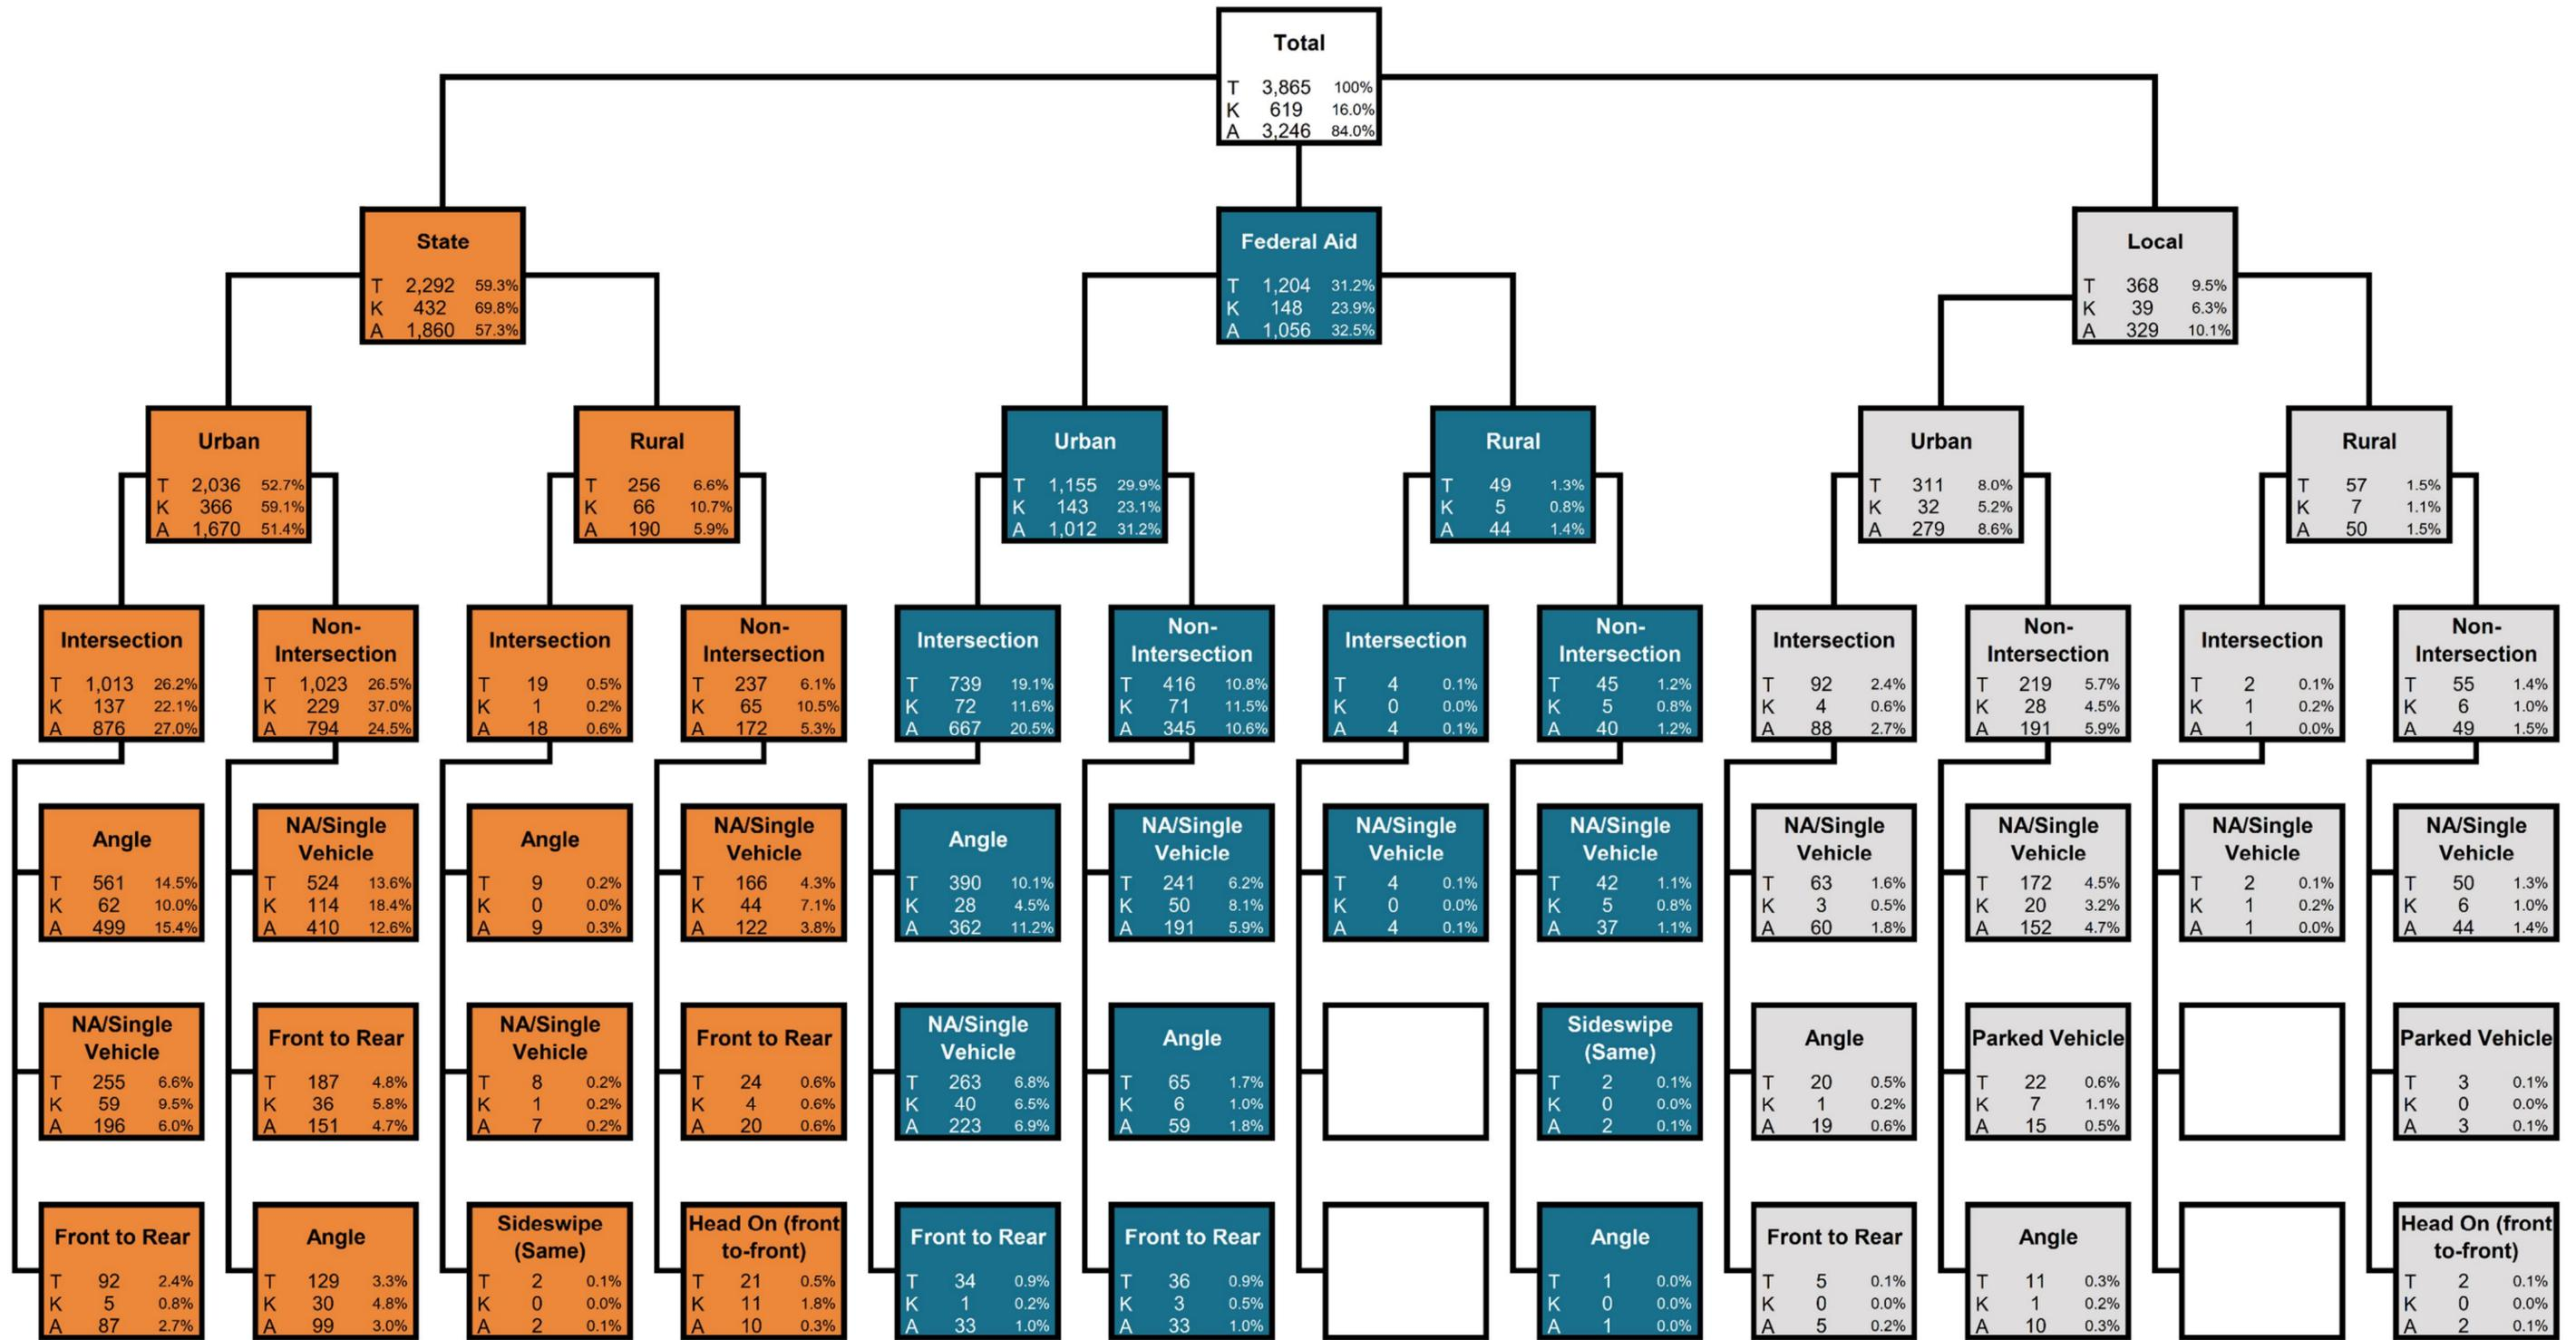 Total
T 3,865 100%
K 619 16.0%
A 3,246 84.0%
State
T 2,292 59.3%
K 432 69.8%
A 1,860 57.3%
Federal Aid
T 1,204 31.2%
K 148 23.9%
A 1,056 32.5%
Local
T 368 9.5%
K 39 6.3%
A 329 10.1%
Urban
T 2,036 52.7%
K 366 59.1%
A 1,670 51.4%
Rural
T 256 6.6%
K 66 10.7%
A 190 5.9%
Urban
T 1,155 29.9%
K 143 23.1%
A 1,012 31.2%
Rural
T 49 1.3%
K 5 0.8%
A 44 1.4%
Urban
T 311 8.0%
K 32 5.2%
A 279 8.6%
Rural
T 57 1.5%
K 7 1.1%
A 50 1.5%
Intersection
T 1,013 26.2%
K 137 22.1%
A 876 27.0%
Non-
Intersection
T 1,023 26.5%
K 229 37.0%
A 794 24.5%
Intersection
T 19 0.5%
K 1 0.2%
A 18 0.6%
Non-
Intersection
T 237 6.1%
K 65 10.5%
A 172 5.3%
Intersection
T 739 19.1%
K 72 11.6%
A 667 20.5%
Non-
Intersection
T 416 10.8%
K 71 11.5%
A 345 10.6%
Intersection
T 4 0.1%
K 0 0.0%
A 4 0.1%
Non-
Intersection
T 45 1.2%
K 5 0.8%
A 40 1.2%
Intersection
T 92 2.4%
K 4 0.6%
A 88 2.7%
Non-
Intersection
T 219 5.7%
K 28 4.5%
A 191 5.9%
Intersection
T 2 0.1%
K 1 0.2%
A 1 0.0%
Non-
Intersection
T 55 1.4%
K 6 1.0%
A 49 1.5%
Angle
T 561 14.5%
K 62 10.0%
A 499 15.4%
NA/Single
Vehicle
T 524 13.6%
K 114 18.4%
A 410 12.6%
Angle
T 9 0.2%
K 0 0.0%
A 9 0.3%
NA/Single
Vehicle
T 166 4.3%
K 44 7.1%
A 122 3.8%
Angle
T 390 10.1%
K 28 4.5%
A 362 11.2%
NA/Single
Vehicle
T 241 6.2%
K 50 8.1%
A 191 5.9%
NA/Single
Vehicle
T 4 0.1%
K 0 0.0%
A 4 0.1%
NA/Single
Vehicle
T 42 1.1%
K 5 0.8%
A 37 1.1%
NA/Single
Vehicle
T 63 1.6%
K 3 0.5%
A 60 1.8%
NA/Single
Vehicle
T 172 4.5%
K 20 3.2%
A 152 4.7%
NA/Single
Vehicle
T 2 0.1%
K 1 0.2%
A 1 0.0%
NA/Single
Vehicle
T 50 1.3%
K 6 1.0%
A 44 1.4%
NA/Single
Vehicle
T 255 6.6%
K 59 9.5%
A 196 6.0%
Front to Rear
T 187 4.8%
K 36 5.8%
A 151 4.7%
NA/Single
Vehicle
T 8 0.2%
K 1 0.2%
A 7 0.2%
Front to Rear
T 24 0.6%
K 4 0.6%
A 20 0.6%
NA/Single
Vehicle
T 263 6.8%
K 40 6.5%
A 223 6.9%
Angle
T 65 1.7%
K 6 1.0%
A 59 1.8%
Sideswipe
(Same)
T 2 0.1%
K 0 0.0%
A 2 0.1%
Angle
T 20 0.5%
K 1 0.2%
A 19 0.6%
Parked Vehicle
T 22 0.6%
K 7 1.1%
A 15 0.5%
Parked Vehicle
T 3 0.1%
K 0 0.0%
A 3 0.1%
Front to Rear
T 92 2.4%
K 5 0.8%
A 87 2.7%
Angle
T 129 3.3%
K 30 4.8%
A 99 3.0%
Sideswipe
(Same)
T 2 0.1%
K 0 0.0%
A 2 0.1%
Head On (front
to-front)
T 21 0.5%
K 11 1.8%
A 10 0.3%
Front to Rear
T 34 0.9%
K 1 0.2%
A 33 1.0%
Front to Rear
T 36 0.9%
K 3 0.5%
A 33 1.0%
Angle
T 1 0.0%
K 0 0.0%
A 1 0.0%
Front to Rear
T 5 0.1%
K 0 0.0%
A 5 0.2%
Angle
T 11 0.3%
K 1 0.2%
A 10 0.3%
Head On (front
to-front)
T 2 0.1%
K 0 0.0%
A 2 0.1%